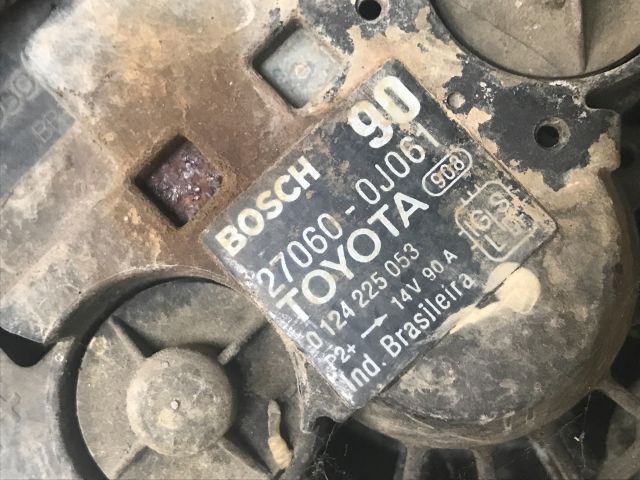 BOSCH 90
27060-0J061
TOYOTA 908
0 124 225 053
14V 90 A
Ind. Brasileira